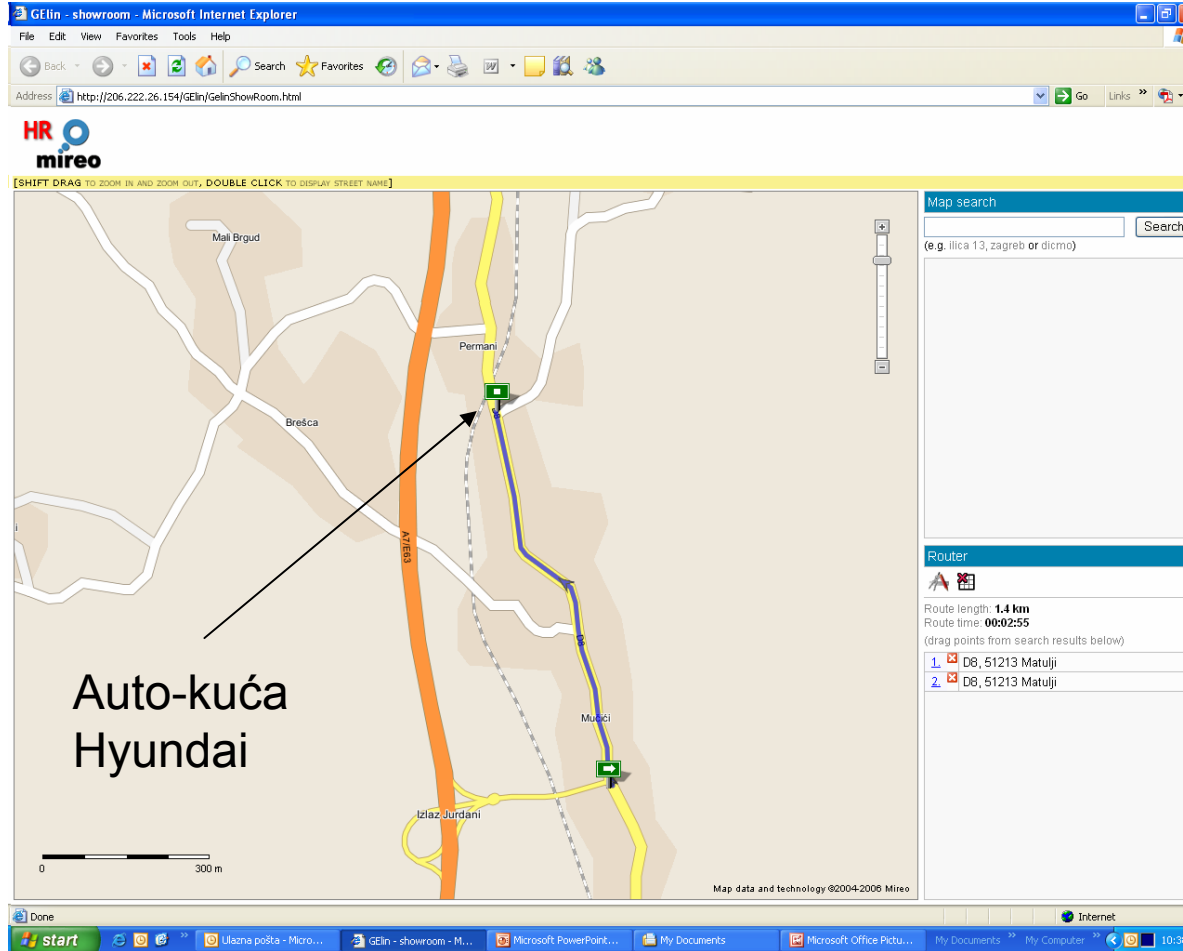 GElin - showroom - Microsoft Internet Explorer
File Edit View Favorites Tools Help
Back Search Favorites
Address http://206.222.26.154/GElin/GelinShowRoom.html Go Links »
HR
mireo
[SHIFT DRAG TO ZOOM IN AND ZOOM OUT, DOUBLE CLICK TO DISPLAY STREET NAME]
Map search
Search
(e.g. ilica 13, zagreb or dicmo)
Mali Brgud
Permani
Brešca
A7/E63
D8
D8
Mučići
Izlaz Jurdani
Auto-kuća
Hyundai
0 300 m
Map data and technology ©2004-2006 Mireo
Router
Route length: 1.4 km
Route time: 00:02:55
(drag points from search results below)
1. D8, 51213 Matulji
2. D8, 51213 Matulji
Done Internet
start » Ulazna pošta - Micro... GElin - showroom - M... Microsoft PowerPoint... My Documents Microsoft Office Pictu... My Documents » My Computer »